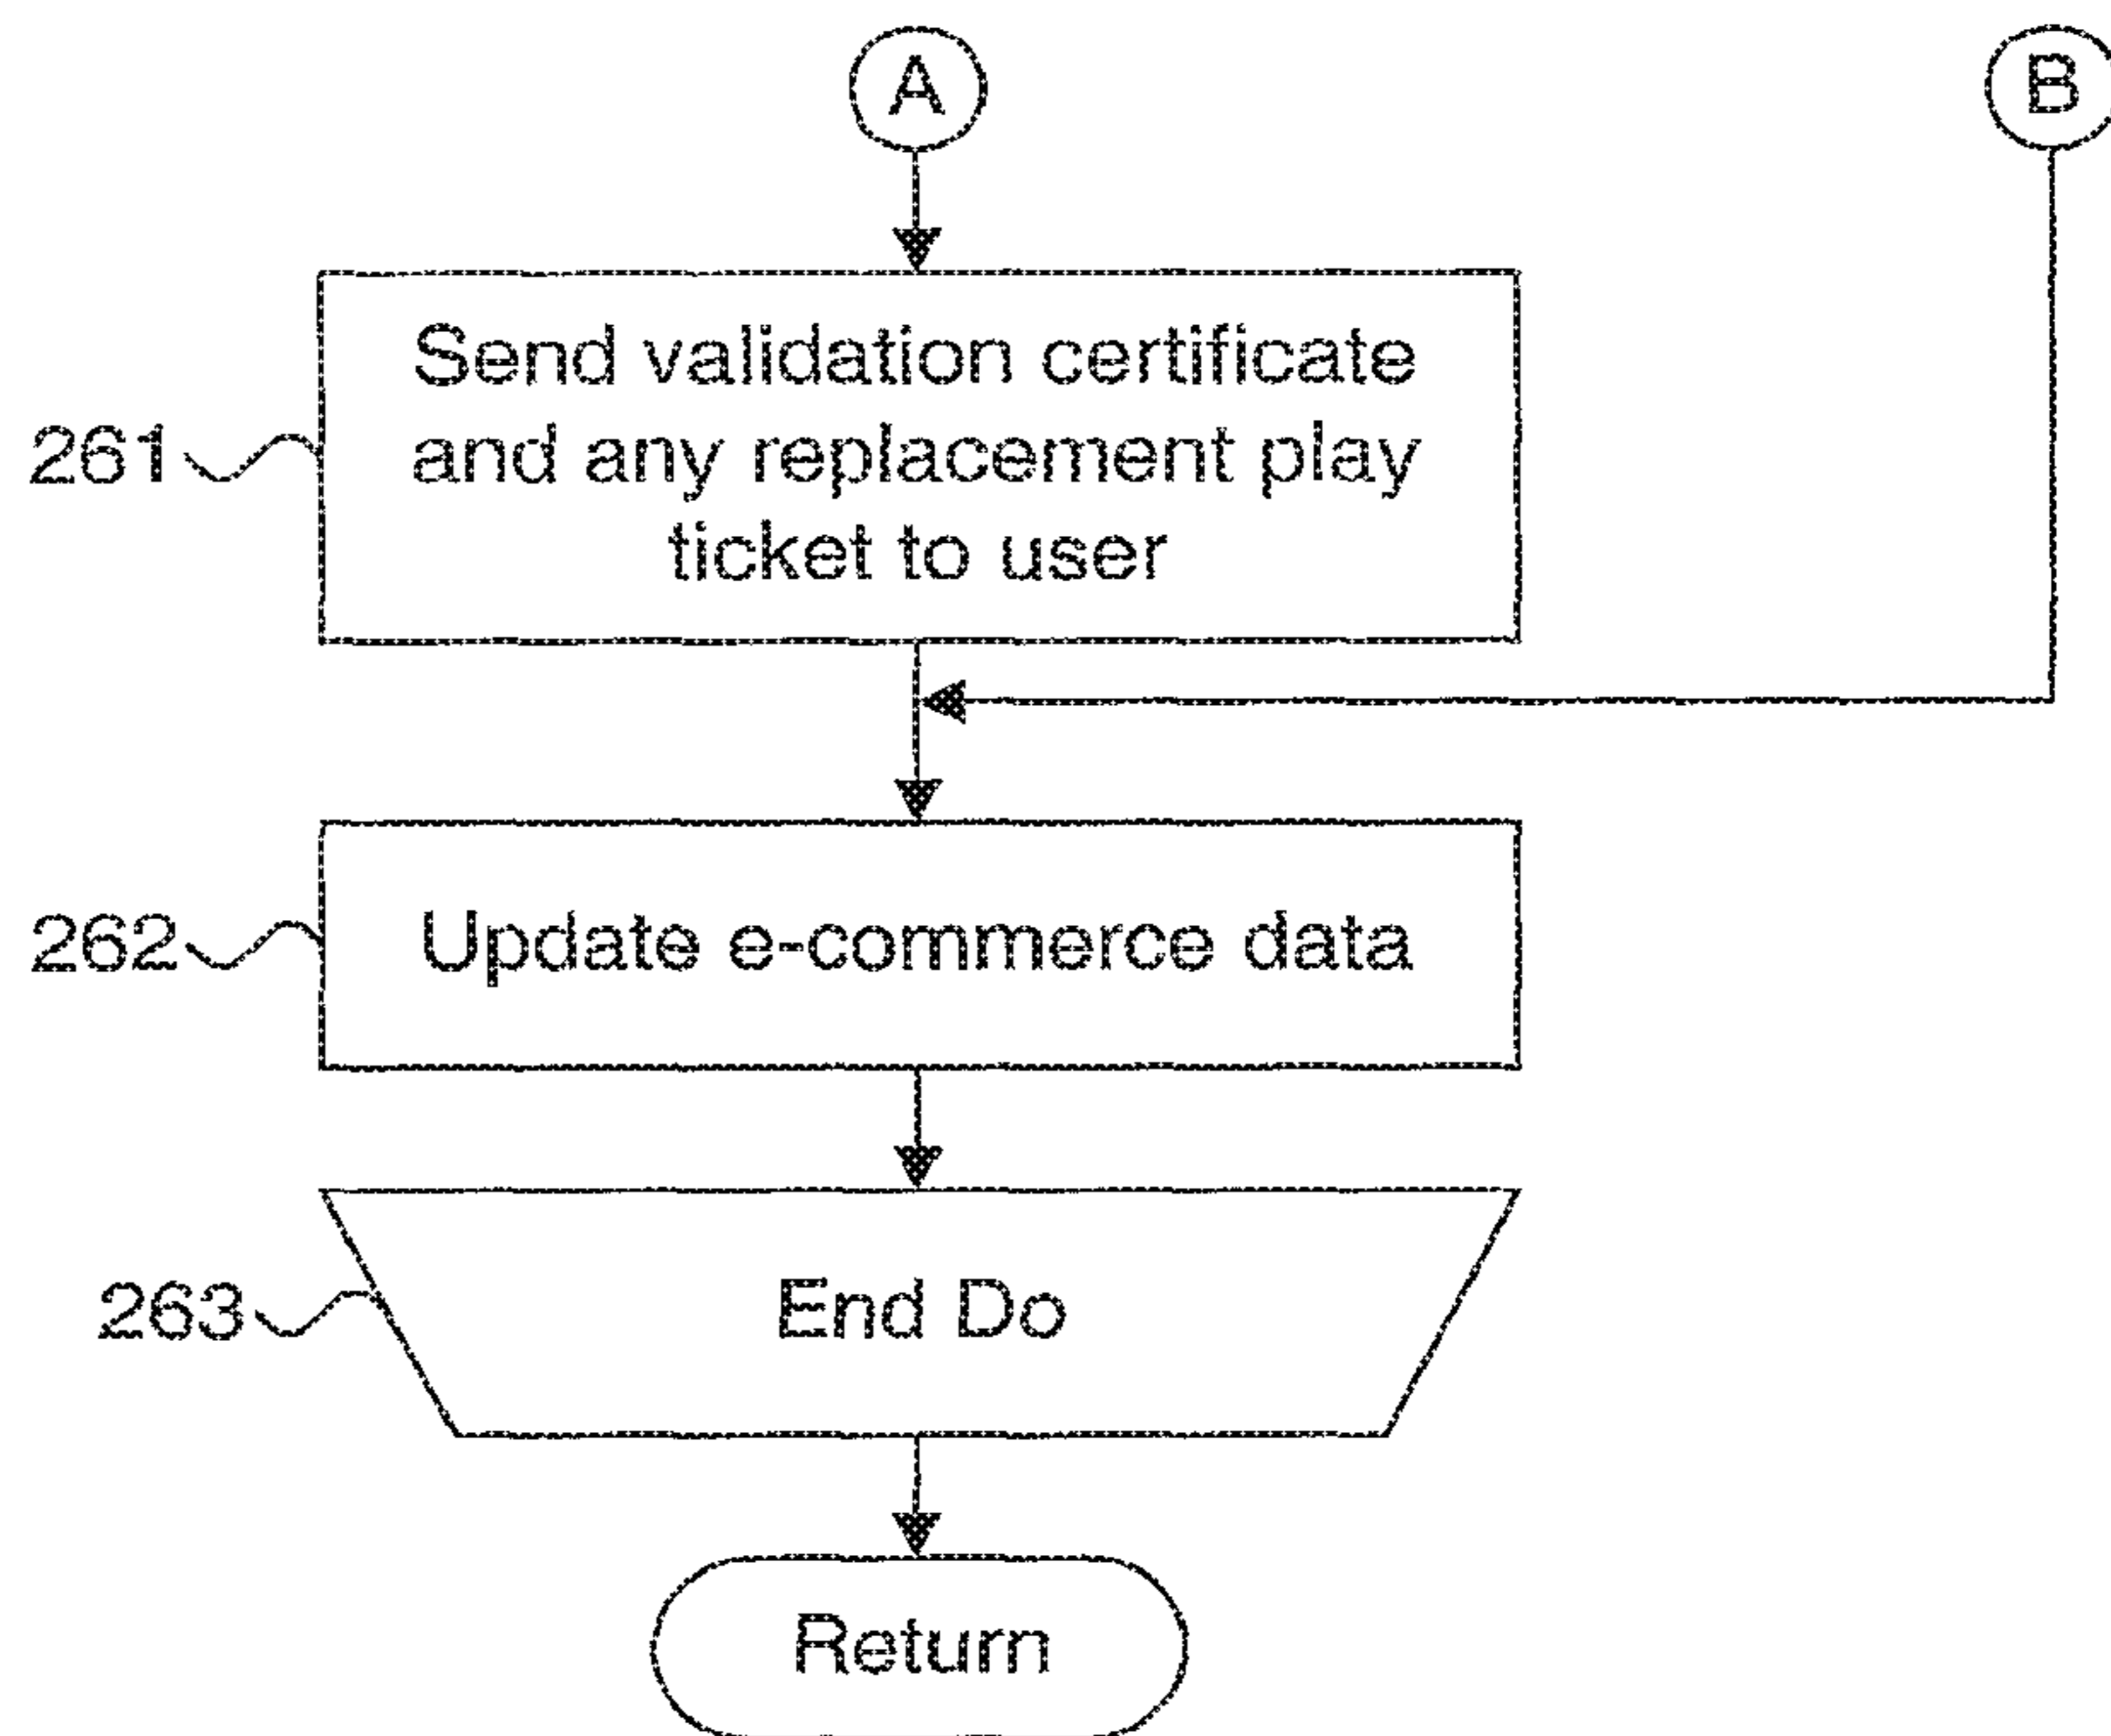 A
B
Send validation certificate
261
and any replacement play
ticket to user
262
Update e-commerce data
263
End Do
Return